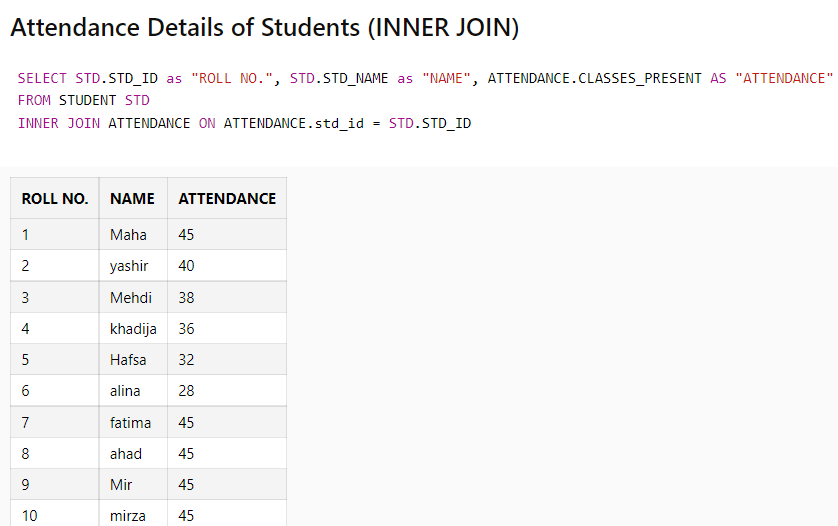 Attendance Details of Students (INNER JOIN)
SELECT STD.STD_ID as "ROLL NO.", STD.STD_NAME as "NAME", ATTENDANCE.CLASSES_PRESENT AS "ATTENDANCE"
FROM STUDENT STD
INNER JOIN ATTENDANCE ON ATTENDANCE.std_id = STD.STD_ID
ROLL NO. NAME ATTENDANCE
1 Maha 45
2 yashir 40
3 Mehdi 38
4 khadija 36
5 Hafsa 32
6 alina 28
7 fatima 45
8 ahad 45
9 Mir 45
10 mirza 45